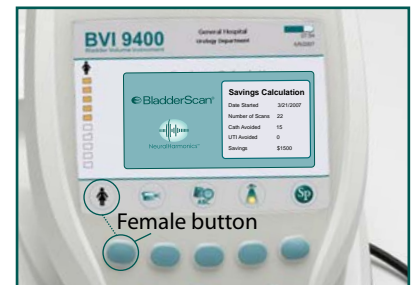 BVI 9400
Bladder Volume Instrument
General Hospital
Urology Department
BladderScan®
NeuralHarmonics®
Savings Calculation
Date Started 3/21/2007
Number of Scans 22
Cath Avoided 15
UTI Avoided 0
Savings $1500
ABC
Sp
Female button